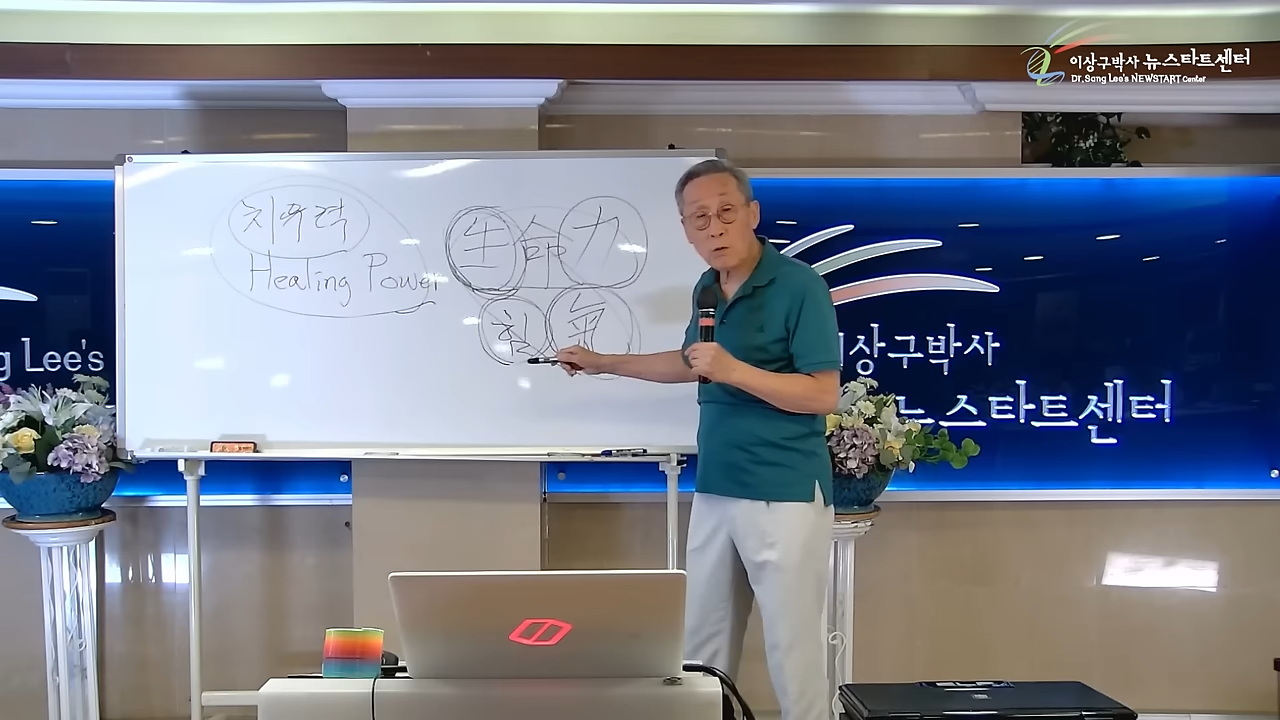 이상구박사 뉴스타트센터
Dr. Sang Lee's NEWSTART Center
치유력
Healing Power
生命力
힘 氣
g Lee's
이상구박사
뉴스타트센터